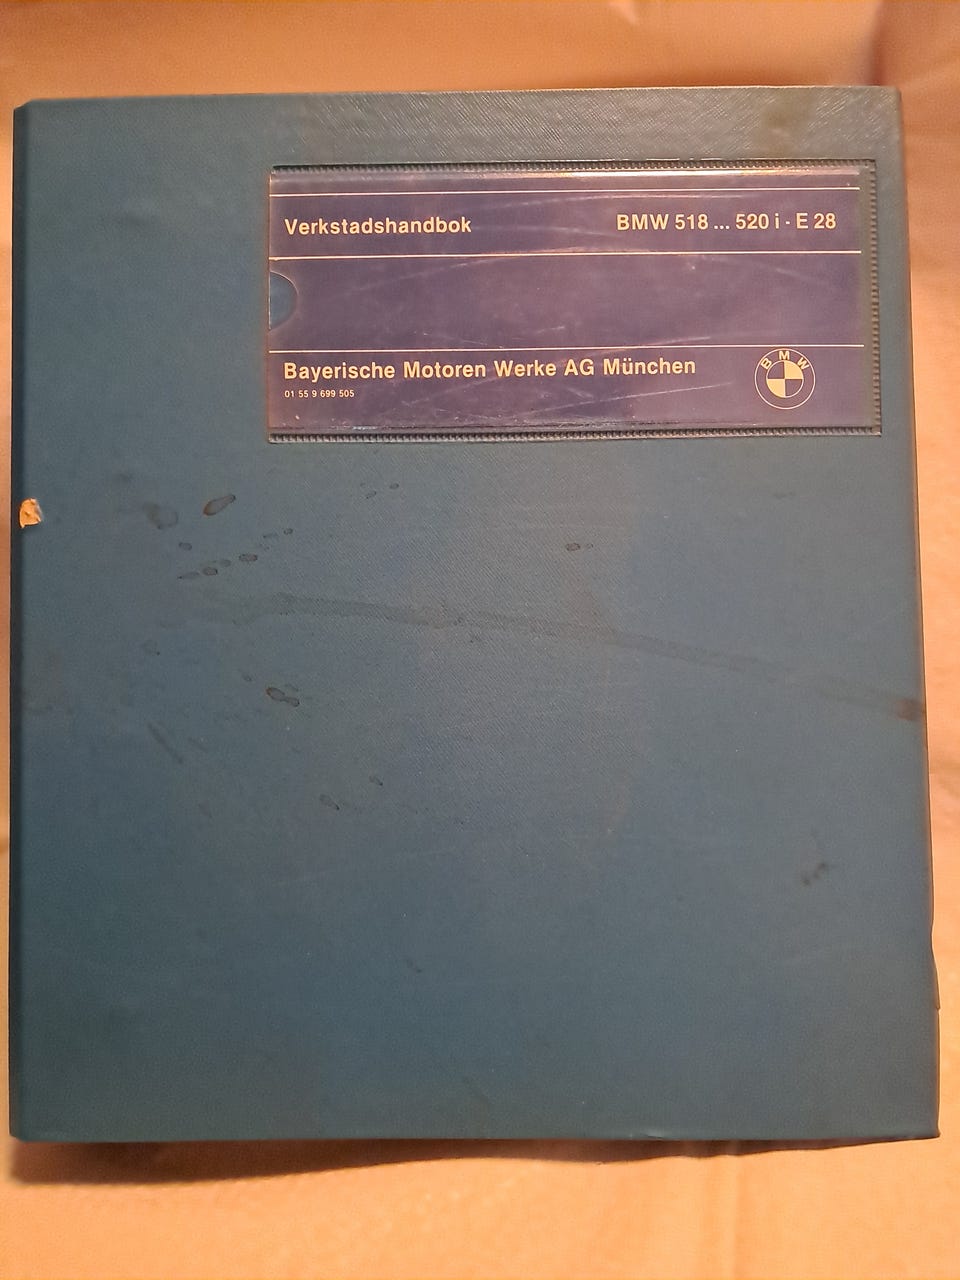 Verkstadshandbok BMW 518 ... 520 i - E 28
Bayerische Motoren Werke AG München
01 55 9 699 505
BMW